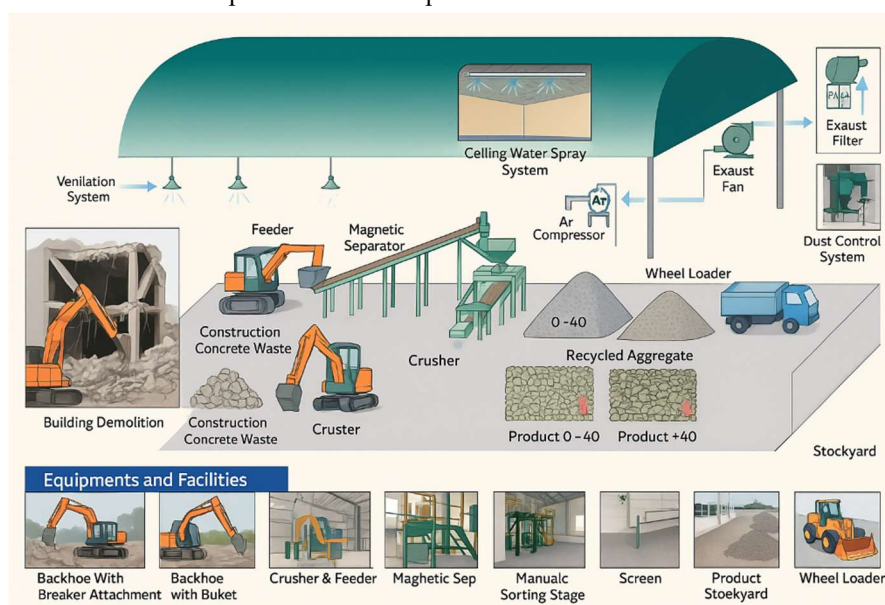 Celling Water Spray
System
Exaust
Filter
Exaust
Fan
Venilation
System
AT
Ar
Compressor
Dust Control
System
Feeder
Magnetic
Separator
Wheel Loader
Construction
Concrete Waste
0-40
Crusher
Recycled Aggregate
Building Demolition
Construction
Concrete Waste
Cruster
Product 0-40
Product +40
Stockyard
Equipments and Facilities
Backhoe With
Breaker Attachment
Backhoe
with Buket
Crusher & Feeder
Maghetic Sep
Manualc
Sorting Stage
Screen
Product
Stoekyard
Wheel Loader